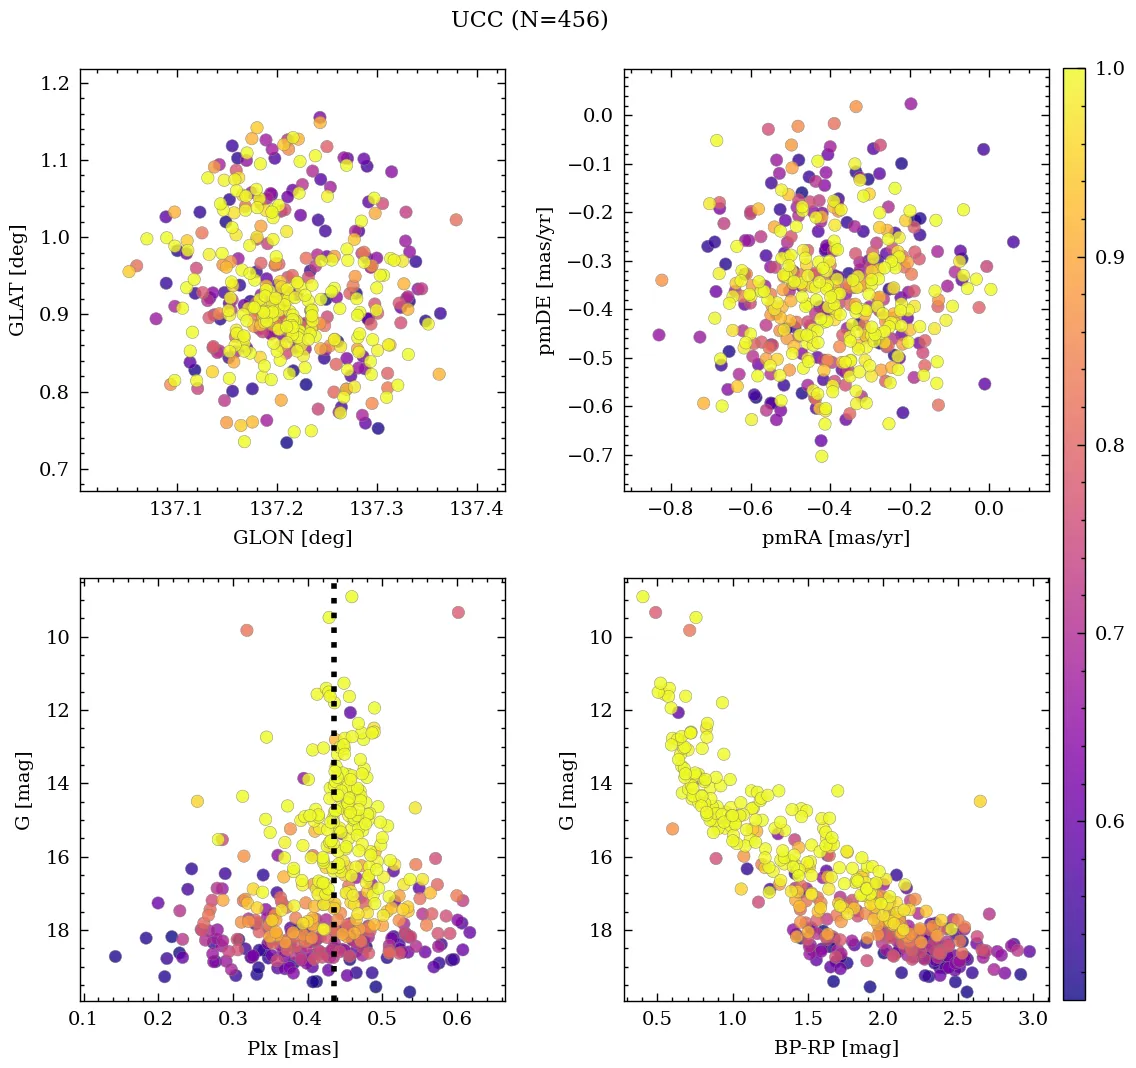 UCC (N=456)
1.2
1.1
1.0
0.9
0.8
0.7
GLAT [deg]
137.1 137.2 137.3 137.4
GLON [deg]
0.0
−0.1
−0.2
−0.3
−0.4
−0.5
−0.6
−0.7
pmDE [mas/yr]
−0.8 −0.6 −0.4 −0.2 0.0
pmRA [mas/yr]
1.0
0.9
0.8
0.7
0.6
10
12
14
16
18
G [mag]
0.1 0.2 0.3 0.4 0.5 0.6
Plx [mas]
10
12
14
16
18
G [mag]
0.5 1.0 1.5 2.0 2.5 3.0
BP-RP [mag]